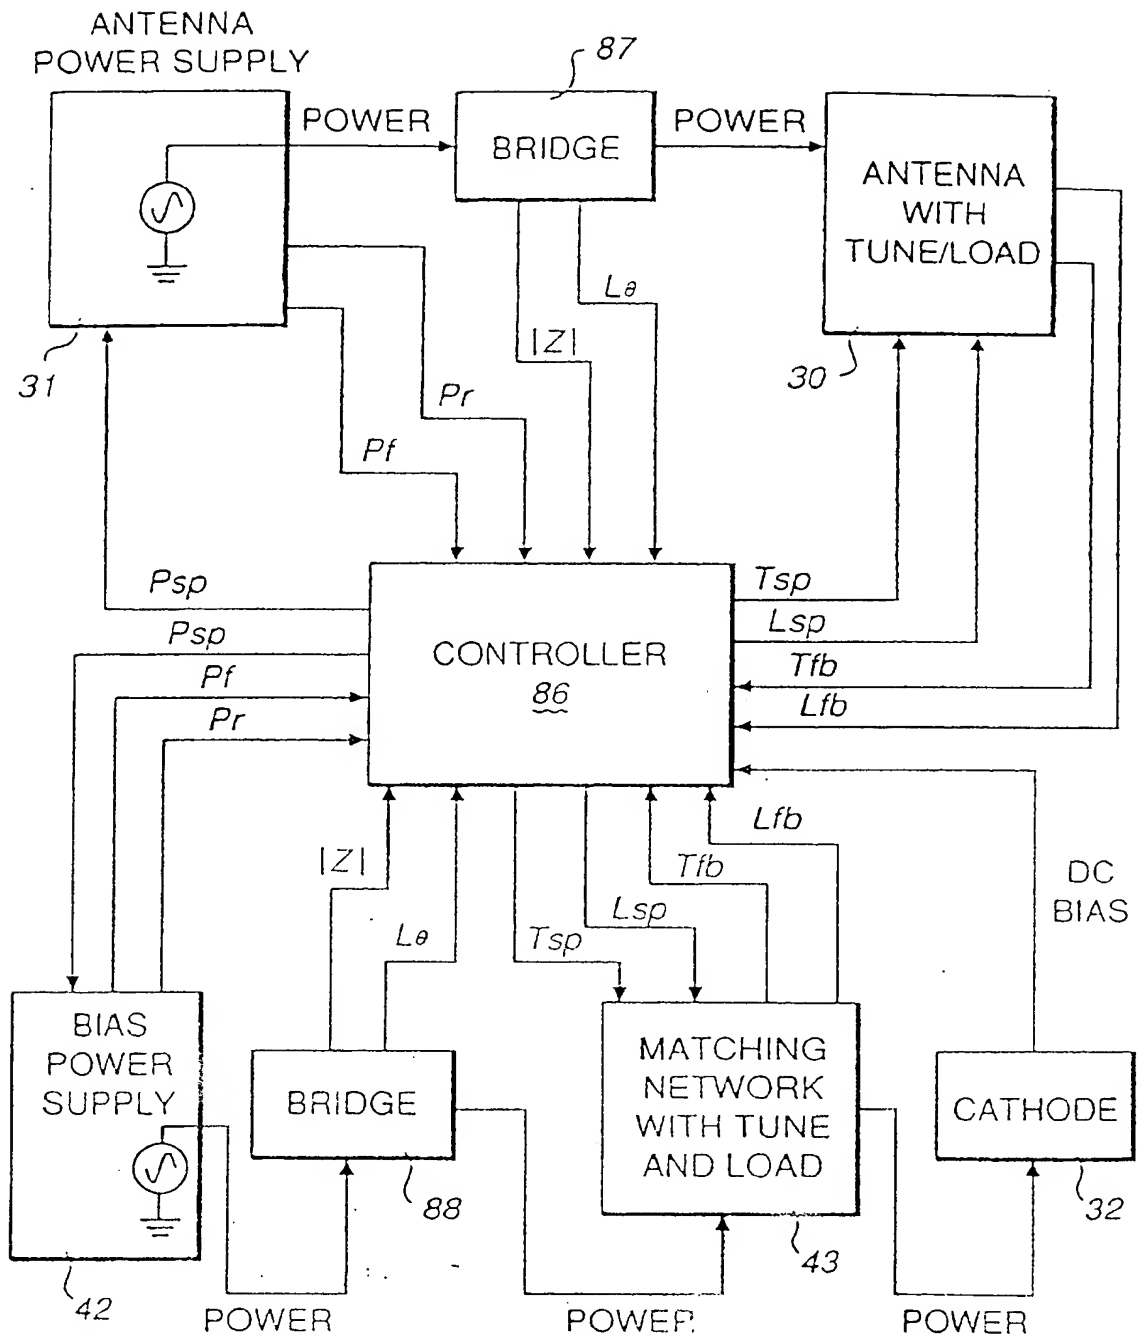 ANTENNA
POWER SUPPLY
87
POWER
BRIDGE
POWER
ANTENNA
WITH
TUNE/LOAD
Lθ
|Z|
31
30
Pr
Pf
Psp
Tsp
Psp
Lsp
CONTROLLER
86
Pf
Tfb
Pr
Lfb
|Z|
Lfb
Tfb
DC
BIAS
Lθ
Tsp
Lsp
BIAS
POWER
SUPPLY
BRIDGE
MATCHING
NETWORK
WITH TUNE
AND LOAD
CATHODE
88
32
43
42
POWER
POWER
POWER